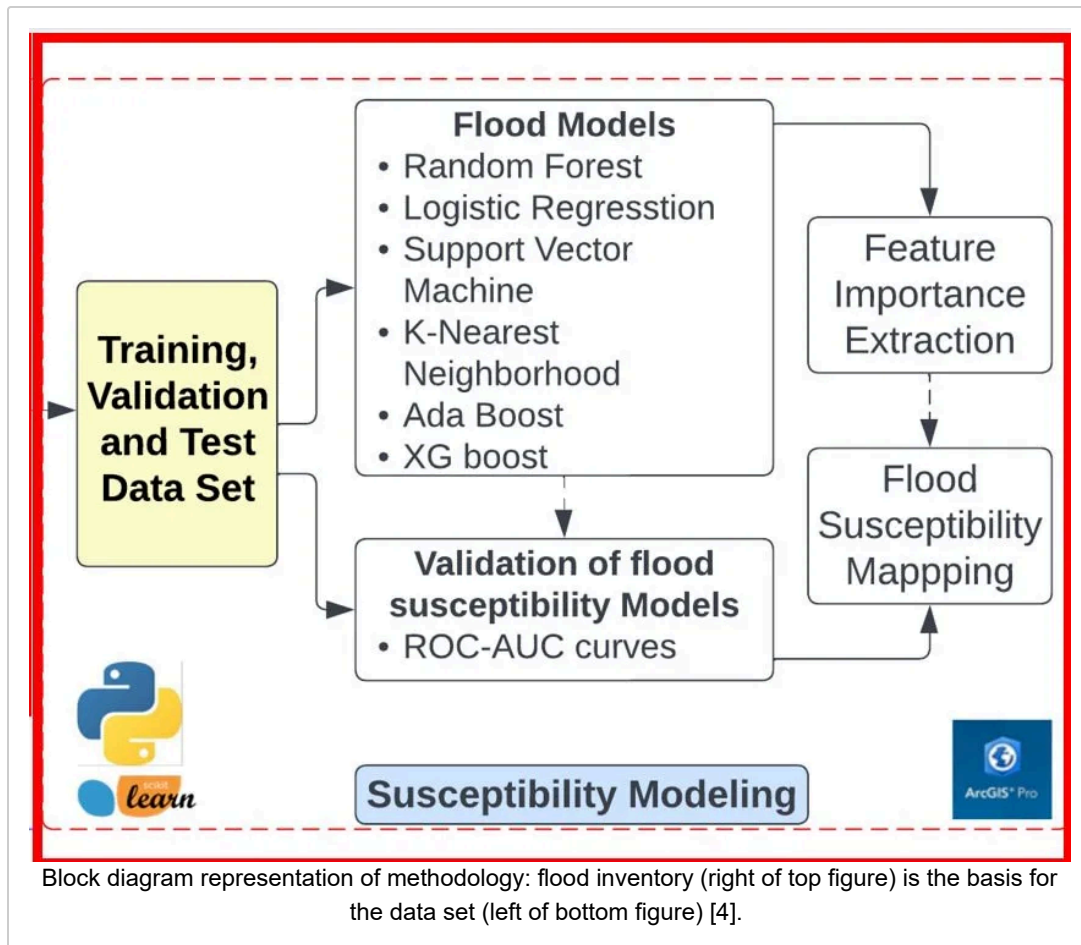 Flood Models
• Random Forest
• Logistic Regresstion
• Support Vector
Machine
• K-Nearest
Neighborhood
• Ada Boost
• XG boost
Feature
Importance
Extraction
Training,
Validation
and Test
Data Set
Flood
Susceptibility
Mappping
Validation of flood
susceptibility Models
• ROC-AUC curves
scikit
learn
Susceptibility Modeling
ArcGIS® Pro
Block diagram representation of methodology: flood inventory (right of top figure) is the basis for
the data set (left of bottom figure) [4].